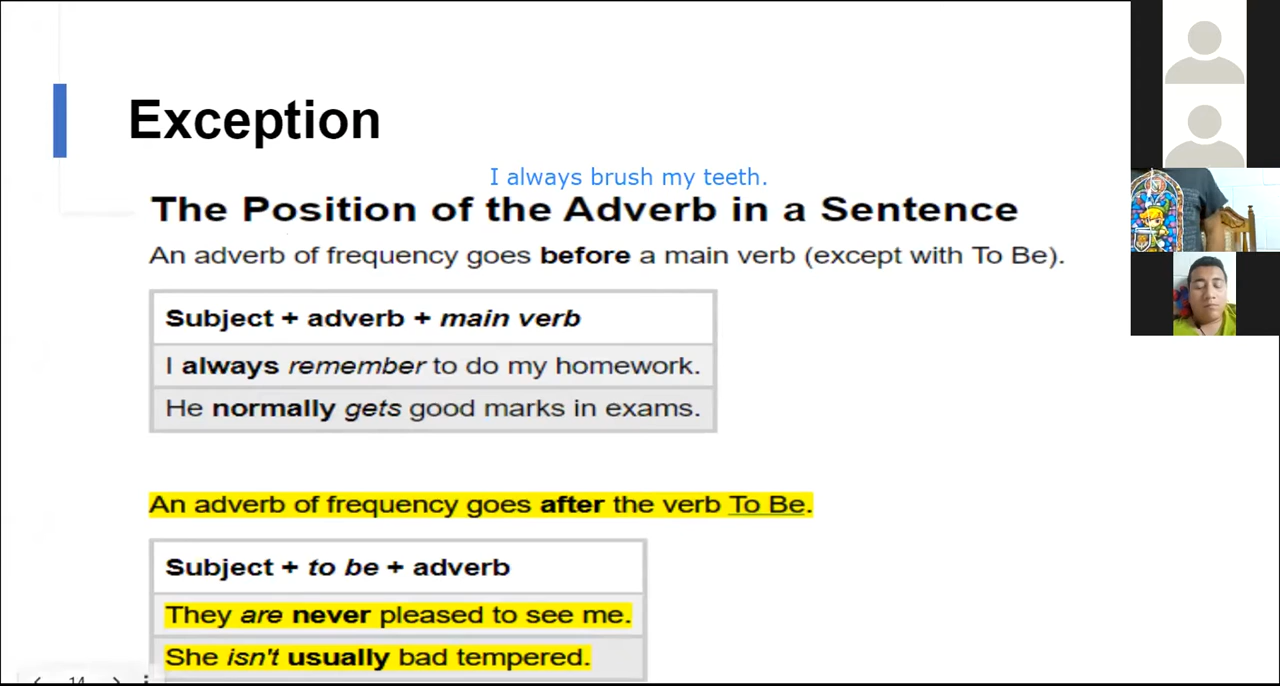 Exception
I always brush my teeth.
The Position of the Adverb in a Sentence
An adverb of frequency goes before a main verb (except with To Be).
Subject + adverb + main verb
I always remember to do my homework.
He normally gets good marks in exams.
An adverb of frequency goes after the verb To Be.
Subject + to be + adverb
They are never pleased to see me.
She isn't usually bad tempered.
14